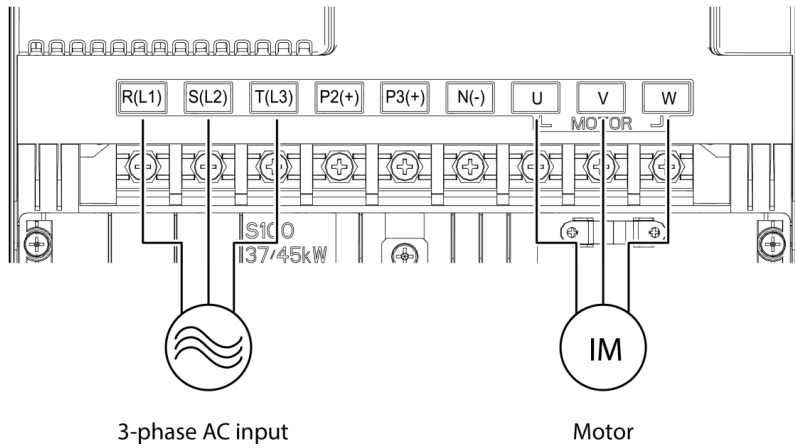 R(L1) S(L2) T(L3) P2(+) P3(+) N(-) U V W
MOTOR
S100
37/45kW
IM
3-phase AC input Motor